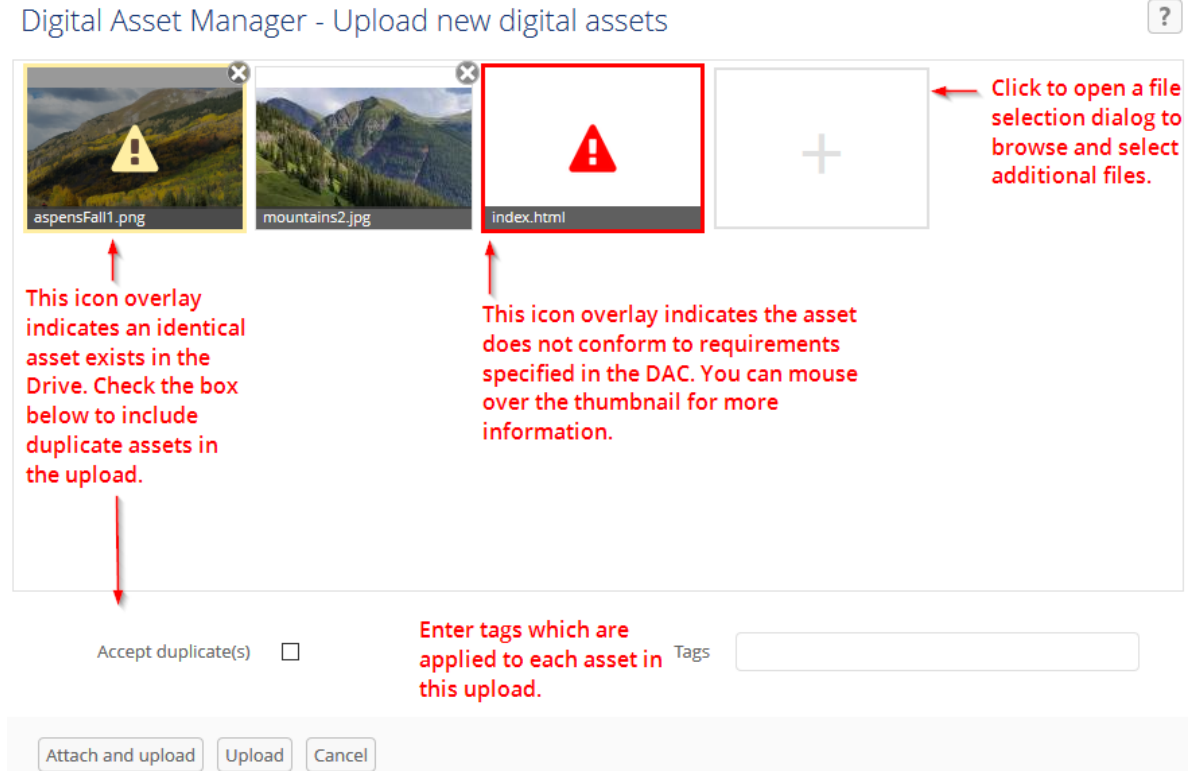 Digital Asset Manager - Upload new digital assets
?
Click to open a file
selection dialog to
browse and select
additional files.
aspensFall1.png
mountains2.jpg
index.html
This icon overlay
indicates an identical
asset exists in the
Drive. Check the box
below to include
duplicate assets in
the upload.
This icon overlay indicates the asset
does not conform to requirements
specified in the DAC. You can mouse
over the thumbnail for more
information.
Accept duplicate(s)
Enter tags which are
applied to each asset in
this upload.
Tags
Attach and upload
Upload
Cancel